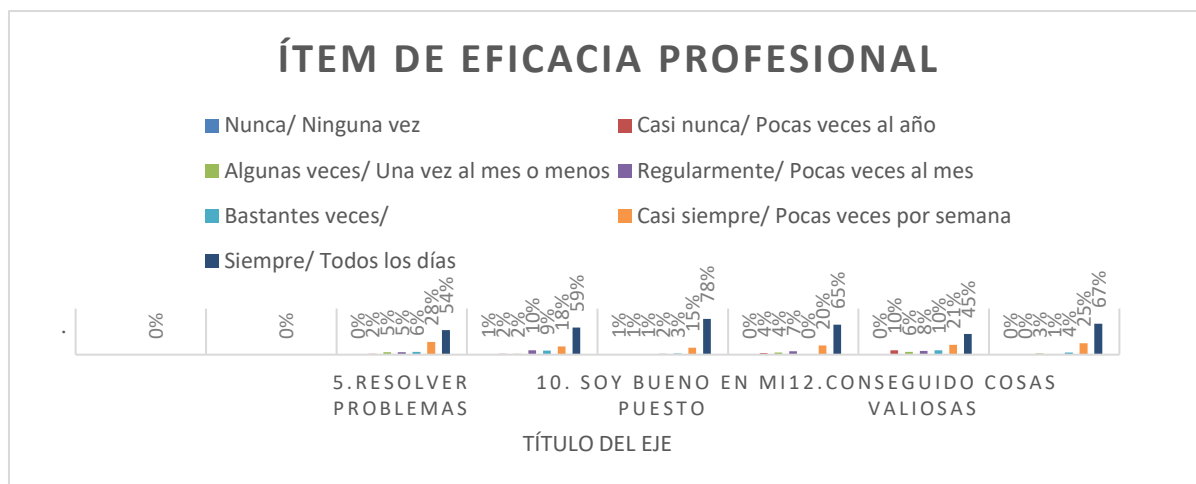 ÍTEM DE EFICACIA PROFESIONAL
Nunca/ Ninguna vez
Casi nunca/ Pocas veces al año
Algunas veces/ Una vez al mes o menos
Regularmente/ Pocas veces al mes
Bastantes veces/
Casi siempre/ Pocas veces por semana
Siempre/ Todos los días
.
0%
0%
0% 2% 5% 5% 6% 28% 54%
1% 2% 2% 10% 9% 18% 59%
1% 1% 1% 2% 3% 15% 78%
0% 4% 4% 7% 0% 20% 65%
0% 10% 6% 8% 10% 21% 45%
0% 0% 3% 1% 4% 25% 67%
5.RESOLVER
PROBLEMAS
10. SOY BUENO EN MI
PUESTO
12.CONSEGUIDO COSAS
VALIOSAS
TÍTULO DEL EJE